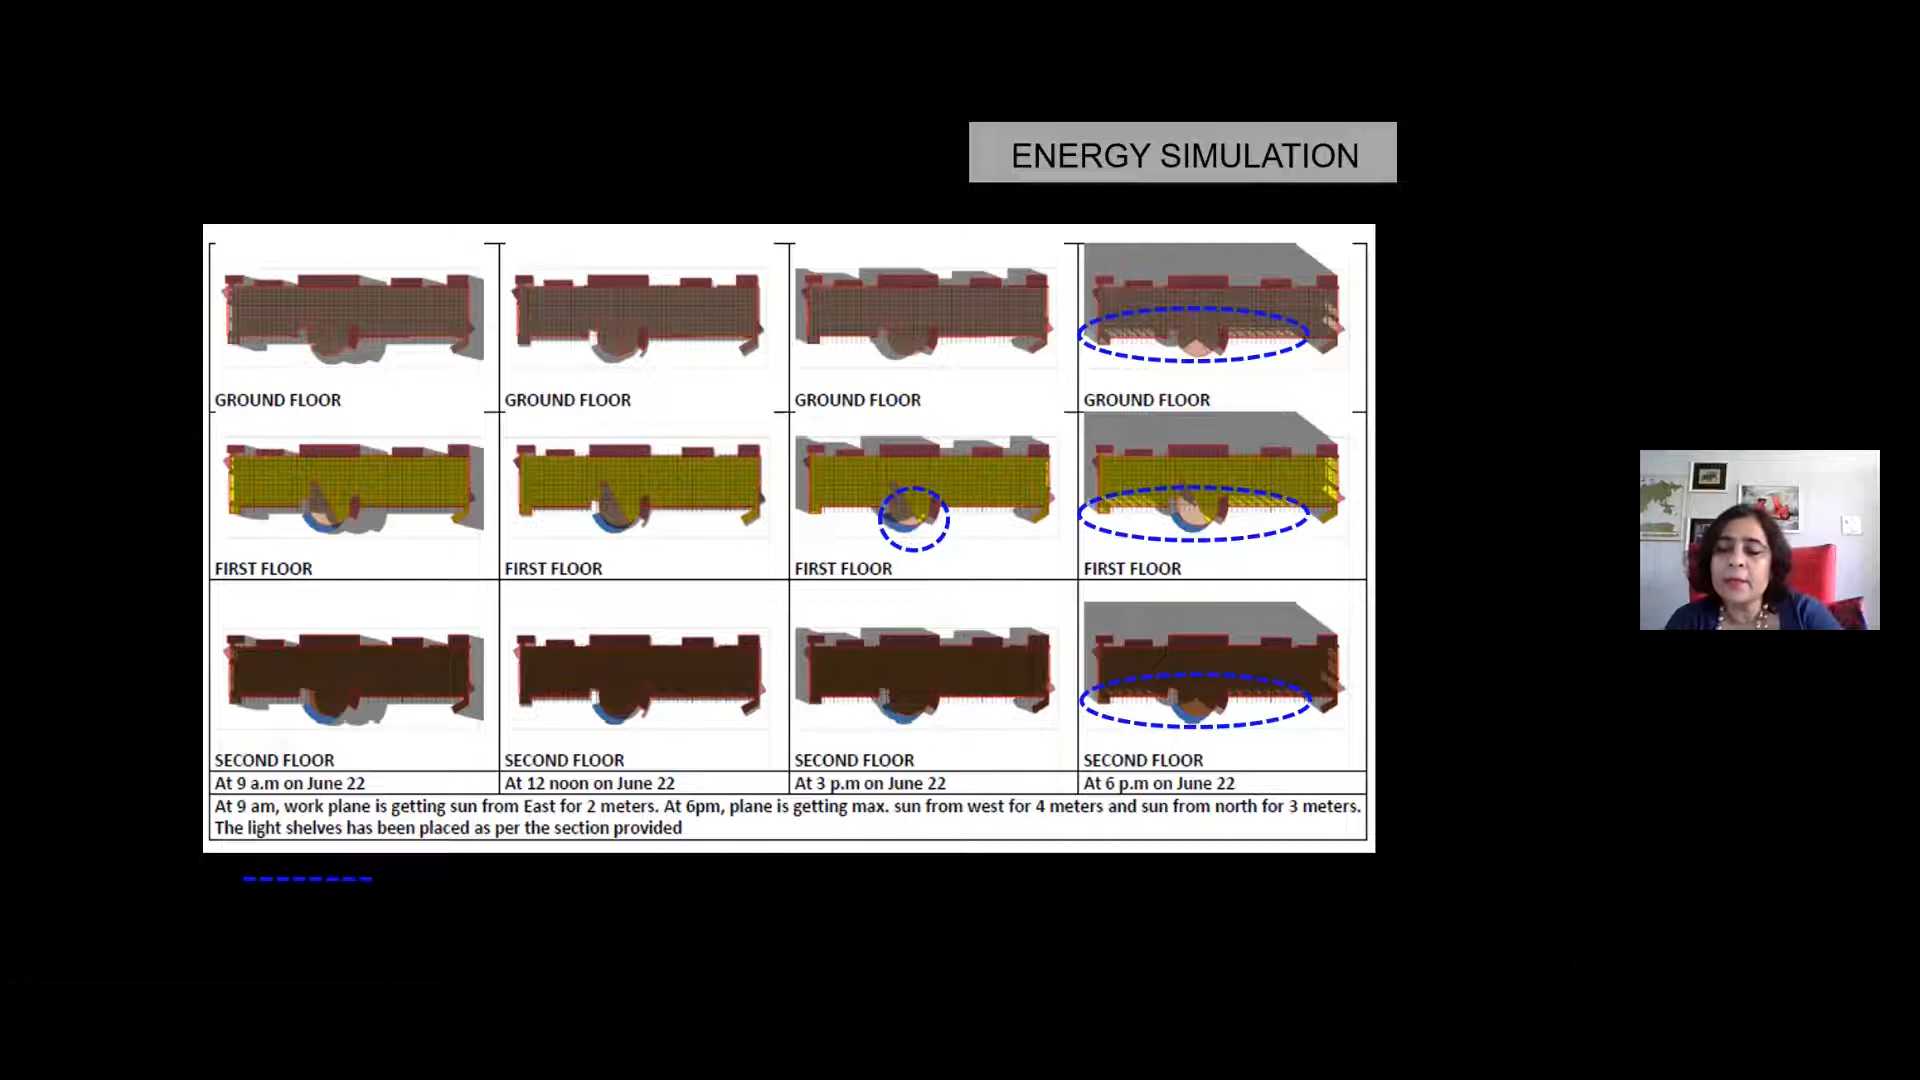 ENERGY SIMULATION
GROUND FLOOR
GROUND FLOOR
GROUND FLOOR
GROUND FLOOR
FIRST FLOOR
FIRST FLOOR
FIRST FLOOR
FIRST FLOOR
SECOND FLOOR
SECOND FLOOR
SECOND FLOOR
SECOND FLOOR
At 9 a.m on June 22
At 12 noon on June 22
At 3 p.m on June 22
At 6 p.m on June 22
At 9 am, work plane is getting sun from East for 2 meters. At 6pm, plane is getting max. sun from west for 4 meters and sun from north for 3 meters.
The light shelves has been placed as per the section provided